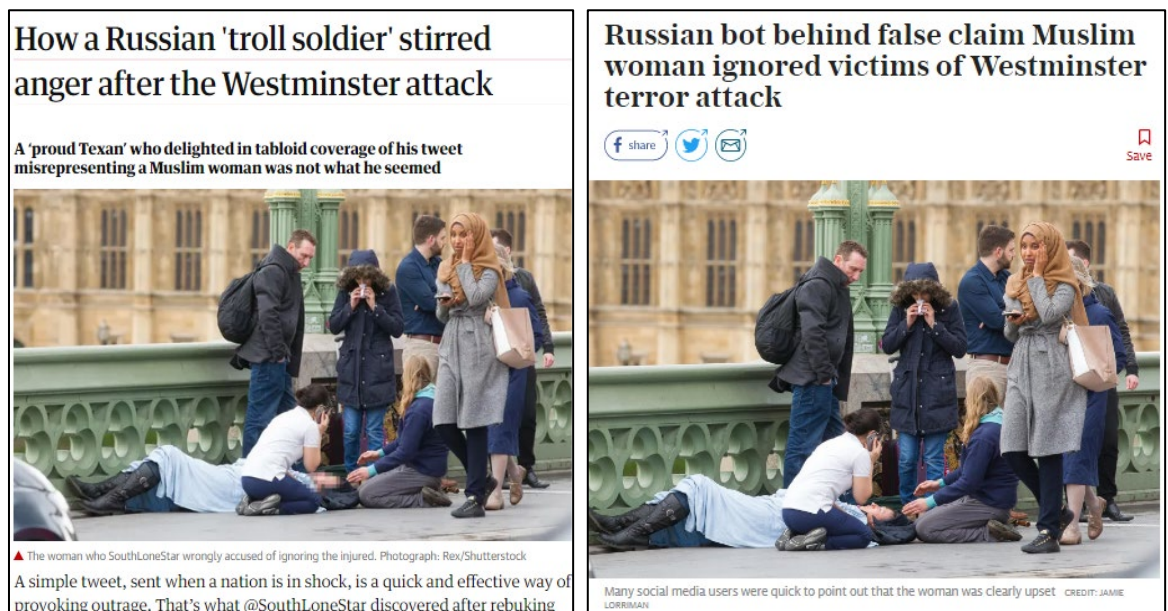 How a Russian 'troll soldier' stirred
anger after the Westminster attack
A ‘proud Texan’ who delighted in tabloid coverage of his tweet
misrepresenting a Muslim woman was not what he seemed
The woman who SouthLoneStar wrongly accused of ignoring the injured. Photograph: Rex/Shutterstock
A simple tweet, sent when a nation is in shock, is a quick and effective way of
provoking outrage. That’s what @SouthLoneStar discovered after rebuking
Russian bot behind false claim Muslim
woman ignored victims of Westminster
terror attack
f share
Save
Many social media users were quick to point out that the woman was clearly upset CREDIT: JAMIE
LORRIMAN